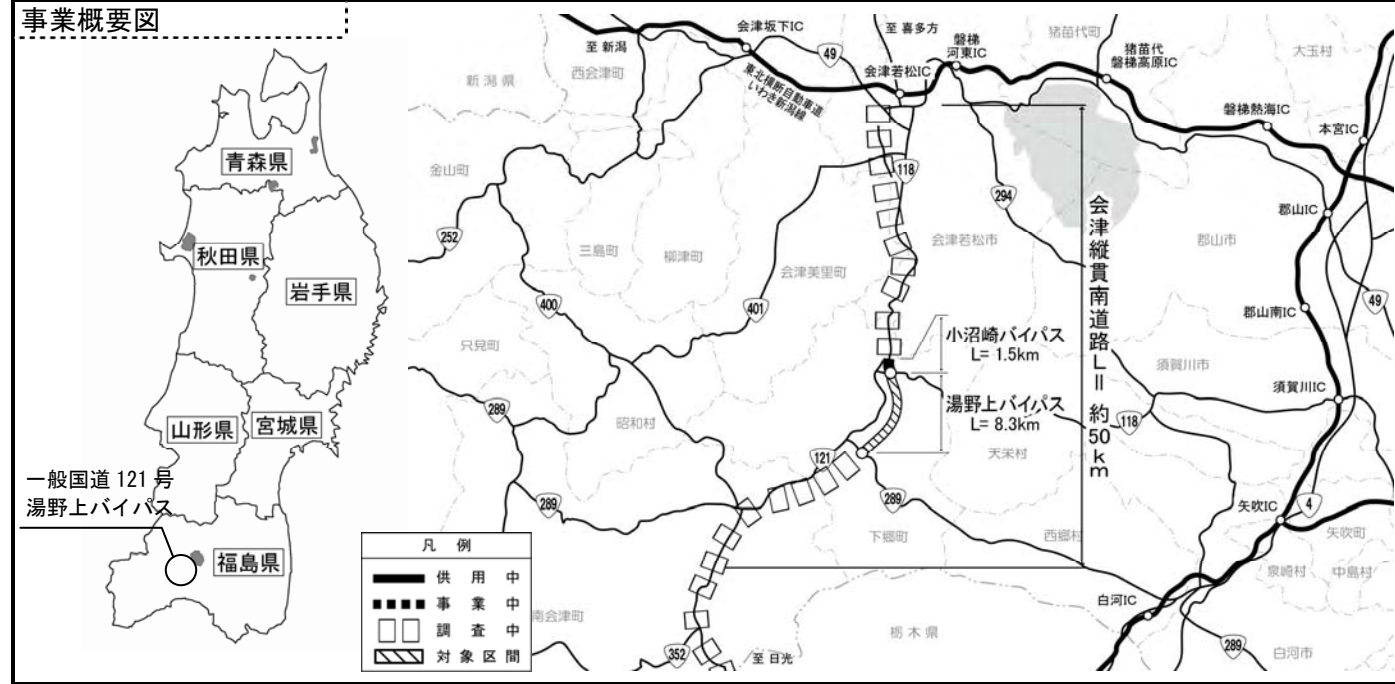 事業概要図
青森県
秋田県
岩手県
山形県
宮城県
福島県
一般国道 121 号
湯野上バイパス
凡 例
供 用 中
事 業 中
調 査 中
対 象 区 間
会津坂下IC
至 新潟
49
至 喜多方
磐梯
河東IC
猪苗代町
猪苗代
磐梯高原IC
大玉村
新 潟 県
西会津町
東北横断自動車道
いわき新潟線
会津若松IC
磐梯熱海IC
本宮IC
金山町
118
294
郡山IC
252
三島町
柳津町
会津美里町
会津若松市
郡山市
会津縦貫南道路L=約50km
400
401
49
郡山南IC
只見町
小沼崎バイパス
L= 1.5km
須賀川市
須賀川IC
289
昭和村
湯野上バイパス
L= 8.3km
118
121
天栄村
289
289
矢吹IC
4
下郷町
西郷村
矢吹町
泉崎村
中島村
南会津町
白河IC
栃 木 県
352
至 日光
289
白河市